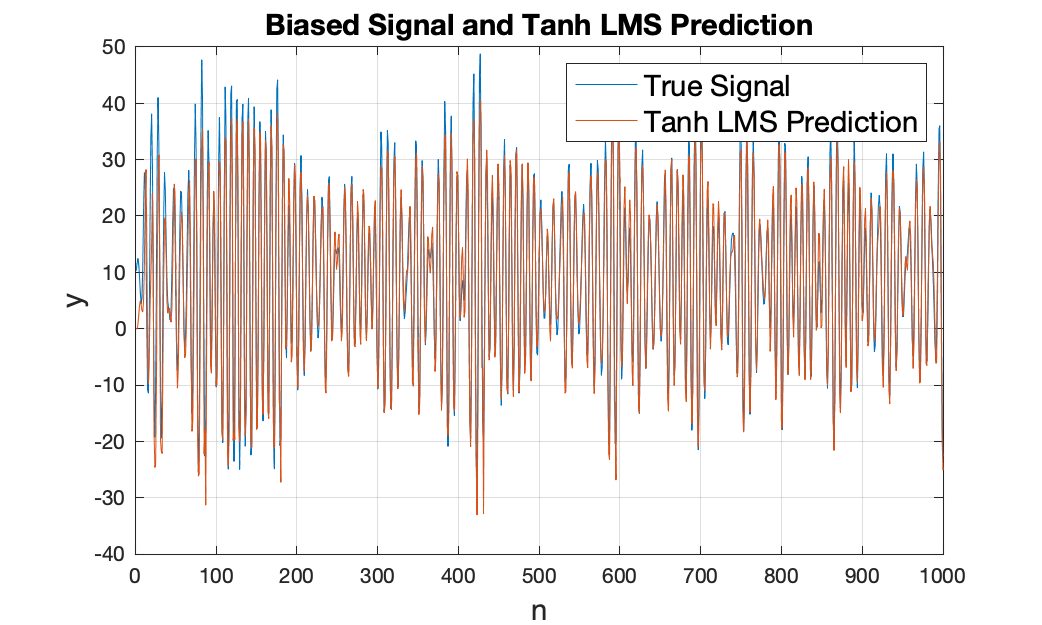 Biased Signal and Tanh LMS Prediction
True Signal
Tanh LMS Prediction
50
40
30
20
10
0
-10
-20
-30
-40
y
0 100 200 300 400 500 600 700 800 900 1000
n